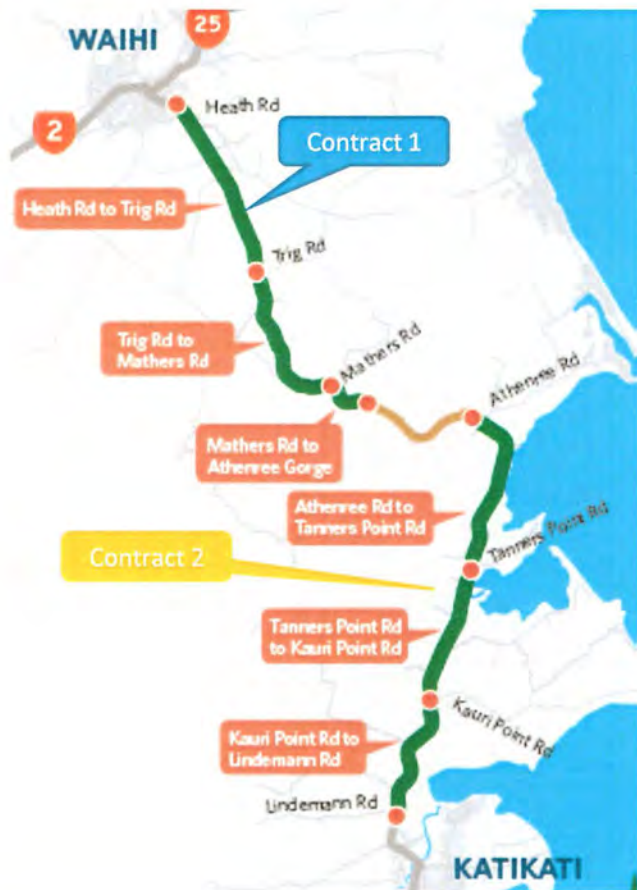 25
WAIHI
2
Heath Rd
Contract 1
Heath Rd to Trig Rd
Trig Rd
Trig Rd to
Mathers Rd
Mathers Rd
Athenree Rd
Mathers Rd to
Athenree Gorge
Athenree Rd to
Tanners Point Rd
Tanners Point Rd
Contract 2
Tanners Point Rd
to Kauri Point Rd
Kauri Point Rd
Kauri Point Rd to
Lindemann Rd
Lindemann Rd
KATIKATI